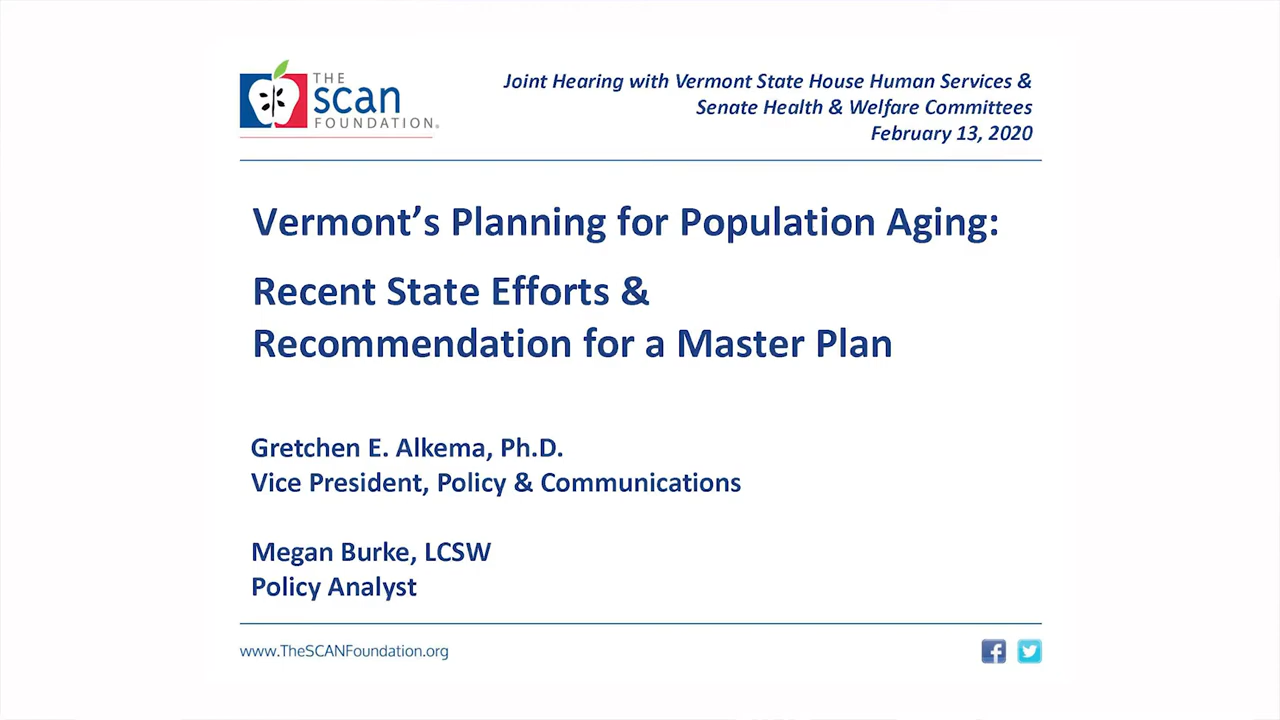 THE
scan
FOUNDATION®
Joint Hearing with Vermont State House Human Services &
Senate Health & Welfare Committees
February 13, 2020
Vermont’s Planning for Population Aging:
Recent State Efforts &
Recommendation for a Master Plan
Gretchen E. Alkema, Ph.D.
Vice President, Policy & Communications
Megan Burke, LCSW
Policy Analyst
www.TheSCANFoundation.org